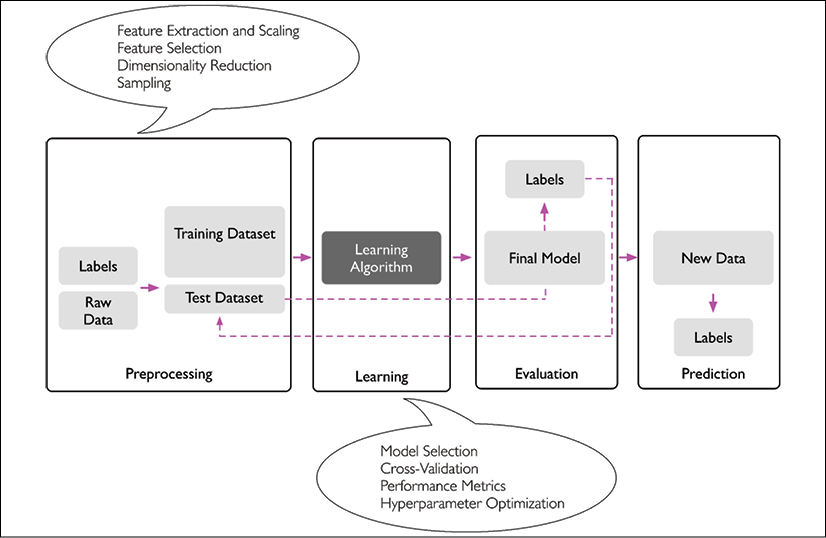 Feature Extraction and Scaling
Feature Selection
Dimensionality Reduction
Sampling
Labels
Raw
Data
Training Dataset
Test Dataset
Preprocessing
Learning
Algorithm
Learning
Labels
Final Model
Evaluation
New Data
Labels
Prediction
Model Selection
Cross-Validation
Performance Metrics
Hyperparameter Optimization